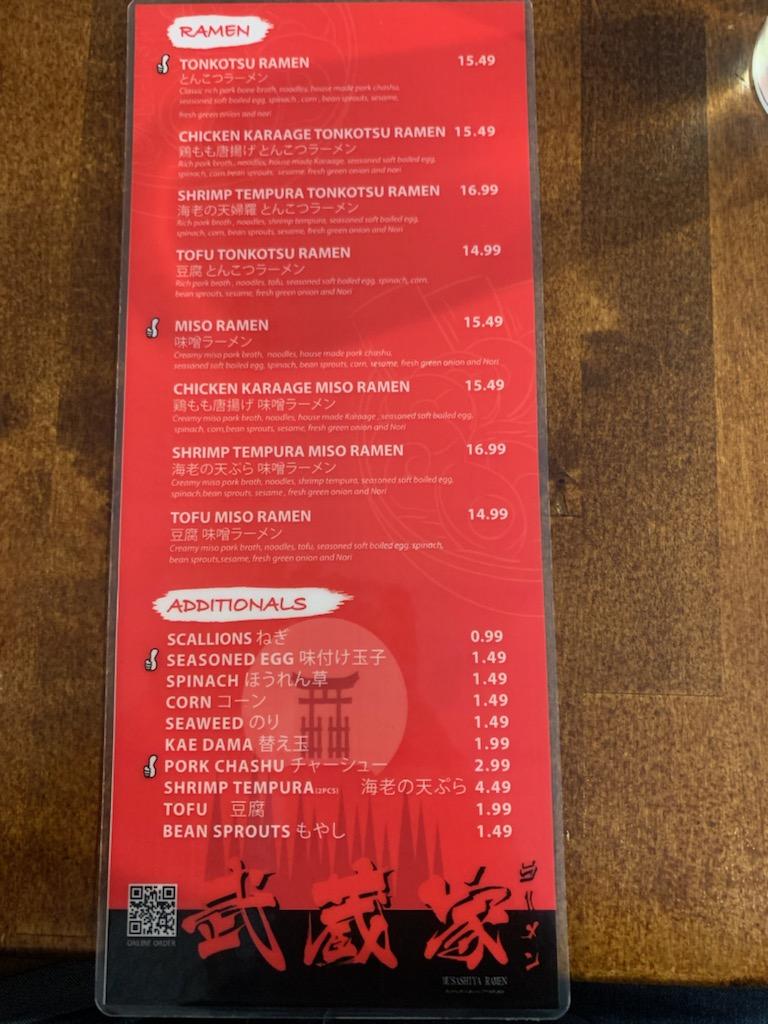 RAMEN
TONKOTSU RAMEN 15.49
とんこつラーメン
Classic rich pork bone broth, noodles, house made pork chashu,
seasoned soft boiled egg, spinach , corn , bean sprouts, sesame,
fresh green onion and nori
CHICKEN KARAAGE TONKOTSU RAMEN 15.49
鶏もも唐揚げ とんこつラーメン
Rich pork broth , noodles, house made Karaage, seasoned soft boiled egg,
spinach, corn,bean sprouts, sesame, fresh green onion and nori
SHRIMP TEMPURA TONKOTSU RAMEN 16.99
海老の天婦羅 とんこつラーメン
Rich pork broth , noodles, shrimp tempura, seasoned soft boiled egg,
spinach, corn, bean sprouts, sesame, fresh green onion and Nori
TOFU TONKOTSU RAMEN 14.99
豆腐 とんこつラーメン
Rich pork broth , noodles, tofu, seasoned soft boiled egg, spinach, corn,
bean sprouts, sesame, fresh green onion and Nori
MISO RAMEN 15.49
味噌ラーメン
Creamy miso pork broth, noodles, house made pork chashu,
seasoned soft boiled egg, spinach, bean sprouts, corn, sesame, fresh green onion and Nori
CHICKEN KARAAGE MISO RAMEN 15.49
鶏もも唐揚げ 味噌ラーメン
Creamy miso pork broth, noodles, house made Karaage , seasoned soft boiled egg,
spinach, corn,bean sprouts, sesame, fresh green onion and Nori
SHRIMP TEMPURA MISO RAMEN 16.99
海老の天ぷら 味噌ラーメン
Creamy miso pork broth, noodles, shrimp tempura, seasoned soft boiled egg,
spinach,bean sprouts, sesame , fresh green onion and Nori
TOFU MISO RAMEN 14.99
豆腐 味噌ラーメン
Creamy miso pork broth, noodles, tofu, seasoned soft boiled egg, spinach,
bean sprouts,sesame, fresh green onion and Nori
ADDITIONALS
SCALLIONS ねぎ 0.99
SEASONED EGG 味付け玉子 1.49
SPINACH ほうれん草 1.49
CORN コーン 1.49
SEAWEED のり 1.49
KAE DAMA 替え玉 1.99
PORK CHASHU チャーシュー 2.99
SHRIMP TEMPURA(2PCS) 海老の天ぷら 4.49
TOFU 豆腐 1.99
BEAN SPROUTS もやし 1.49
武蔵家
ONLINE ORDER
MUSASHIYA RAMEN